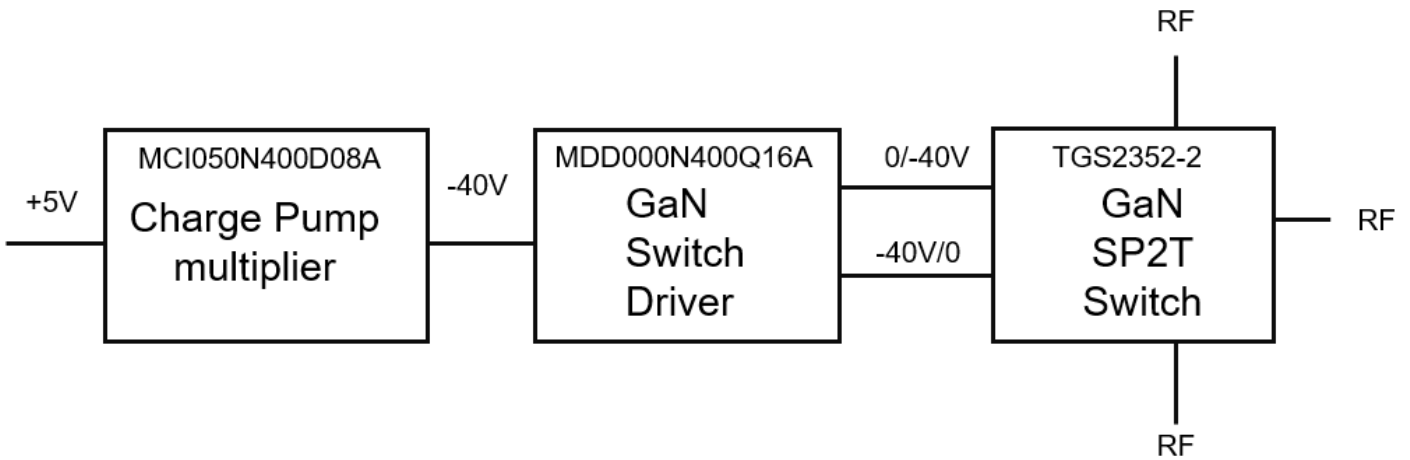 RF
+5V
MCI050N400D08A
Charge Pump
multiplier
-40V
MDD000N400Q16A
GaN
Switch
Driver
0/-40V
-40V/0
TGS2352-2
GaN
SP2T
Switch
RF
RF